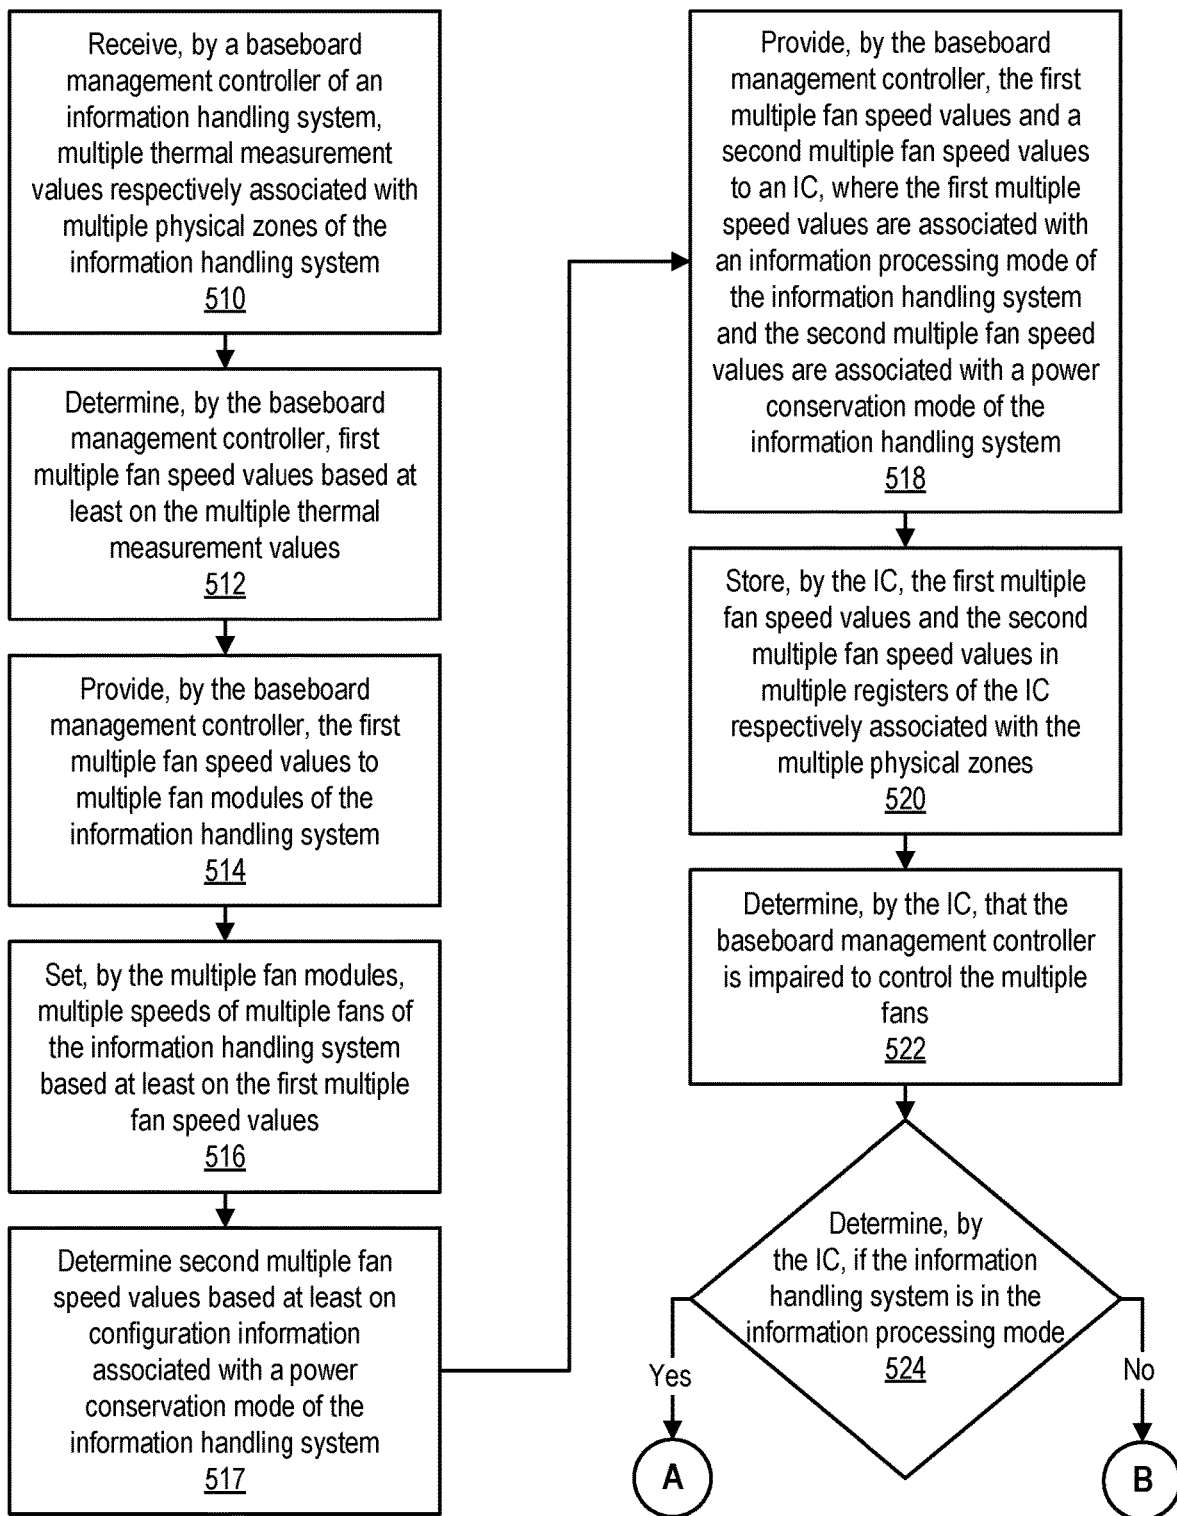 Receive, by a baseboard
management controller of an
information handling system,
multiple thermal measurement
values respectively associated with
multiple physical zones of the
information handling system
510
Determine, by the baseboard
management controller, first
multiple fan speed values based at
least on the multiple thermal
measurement values
512
Provide, by the baseboard
management controller, the first
multiple fan speed values to
multiple fan modules of the
information handling system
514
Set, by the multiple fan modules,
multiple speeds of multiple fans of
the information handling system
based at least on the first multiple
fan speed values
516
Determine second multiple fan
speed values based at least on
configuration information
associated with a power
conservation mode of the
information handling system
517
Provide, by the baseboard
management controller, the first
multiple fan speed values and a
second multiple fan speed values
to an IC, where the first multiple
speed values are associated with
an information processing mode of
the information handling system
and the second multiple fan speed
values are associated with a power
conservation mode of the
information handling system
518
Store, by the IC, the first multiple
fan speed values and the second
multiple fan speed values in
multiple registers of the IC
respectively associated with the
multiple physical zones
520
Determine, by the IC, that the
baseboard management controller
is impaired to control the multiple
fans
522
Determine, by
the IC, if the information
handling system is in the
information processing mode
524
Yes
No
A
B